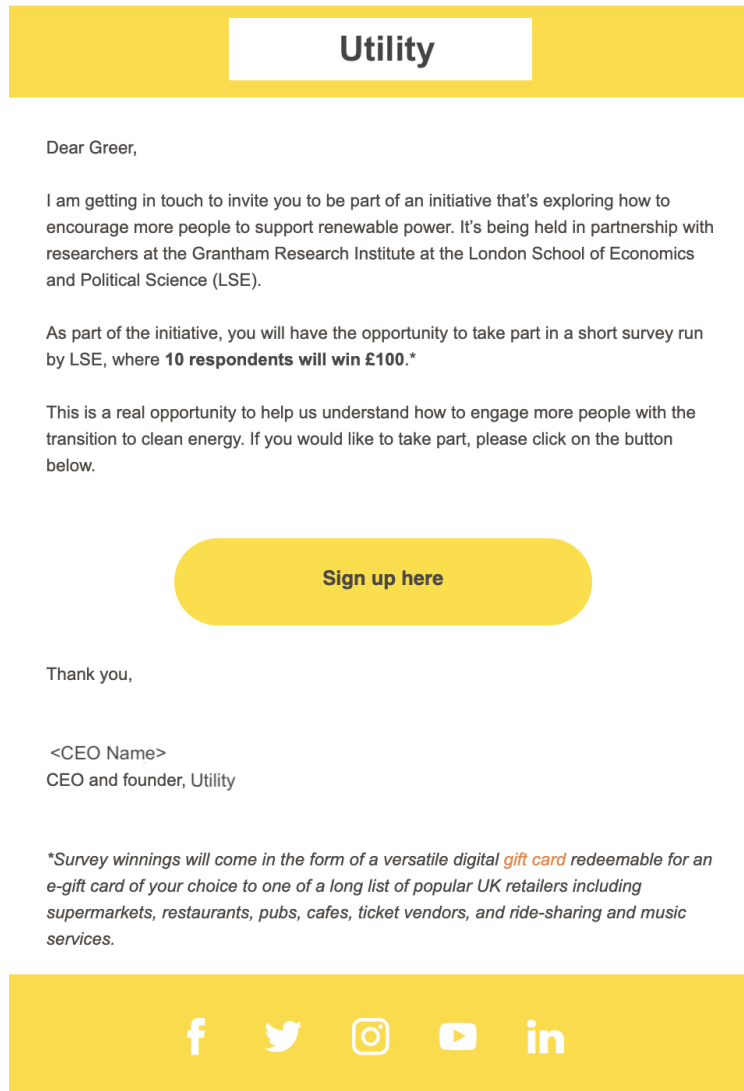 Utility
Dear Greer,
I am getting in touch to invite you to be part of an initiative that’s exploring how to
encourage more people to support renewable power. It’s being held in partnership with
researchers at the Grantham Research Institute at the London School of Economics
and Political Science (LSE).
As part of the initiative, you will have the opportunity to take part in a short survey run
by LSE, where 10 respondents will win £100.*
This is a real opportunity to help us understand how to engage more people with the
transition to clean energy. If you would like to take part, please click on the button
below.
Sign up here
Thank you,
<CEO Name>
CEO and founder, Utility
*Survey winnings will come in the form of a versatile digital gift card redeemable for an
e-gift card of your choice to one of a long list of popular UK retailers including
supermarkets, restaurants, pubs, cafes, ticket vendors, and ride-sharing and music
services.